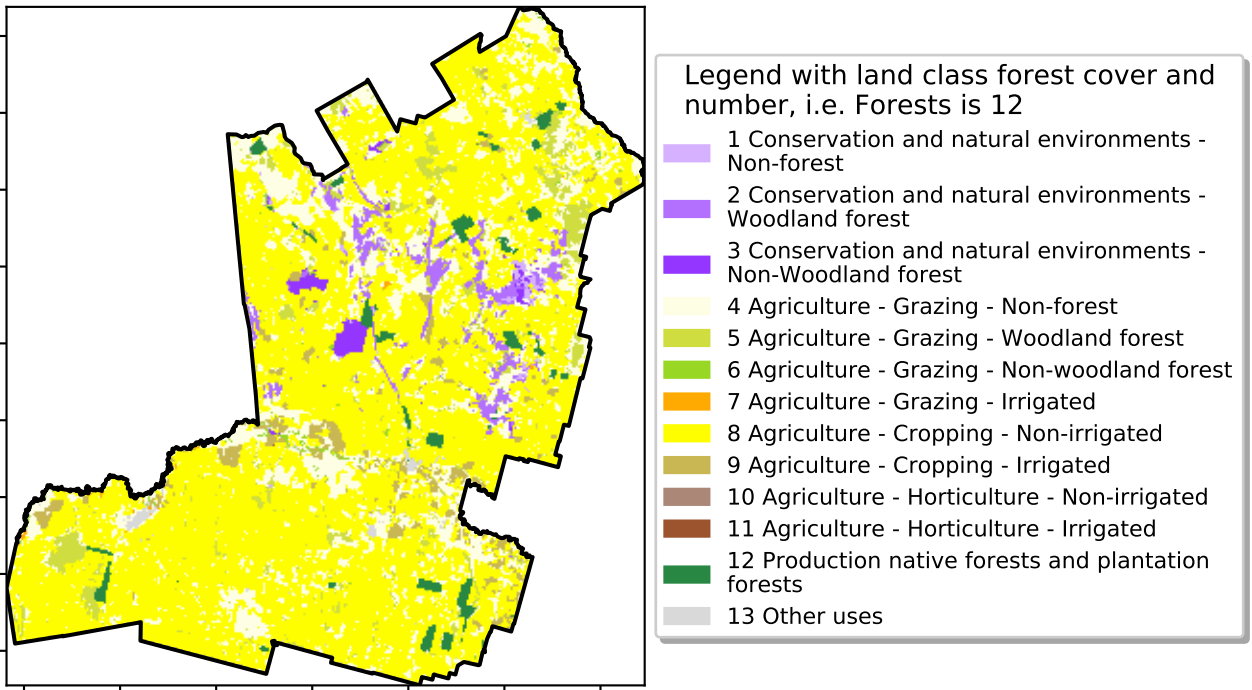 Legend with land class forest cover and
number, i.e. Forests is 12
1 Conservation and natural environments -
Non-forest
2 Conservation and natural environments -
Woodland forest
3 Conservation and natural environments -
Non-Woodland forest
4 Agriculture - Grazing - Non-forest
5 Agriculture - Grazing - Woodland forest
6 Agriculture - Grazing - Non-woodland forest
7 Agriculture - Grazing - Irrigated
8 Agriculture - Cropping - Non-irrigated
9 Agriculture - Cropping - Irrigated
10 Agriculture - Horticulture - Non-irrigated
11 Agriculture - Horticulture - Irrigated
12 Production native forests and plantation
forests
13 Other uses